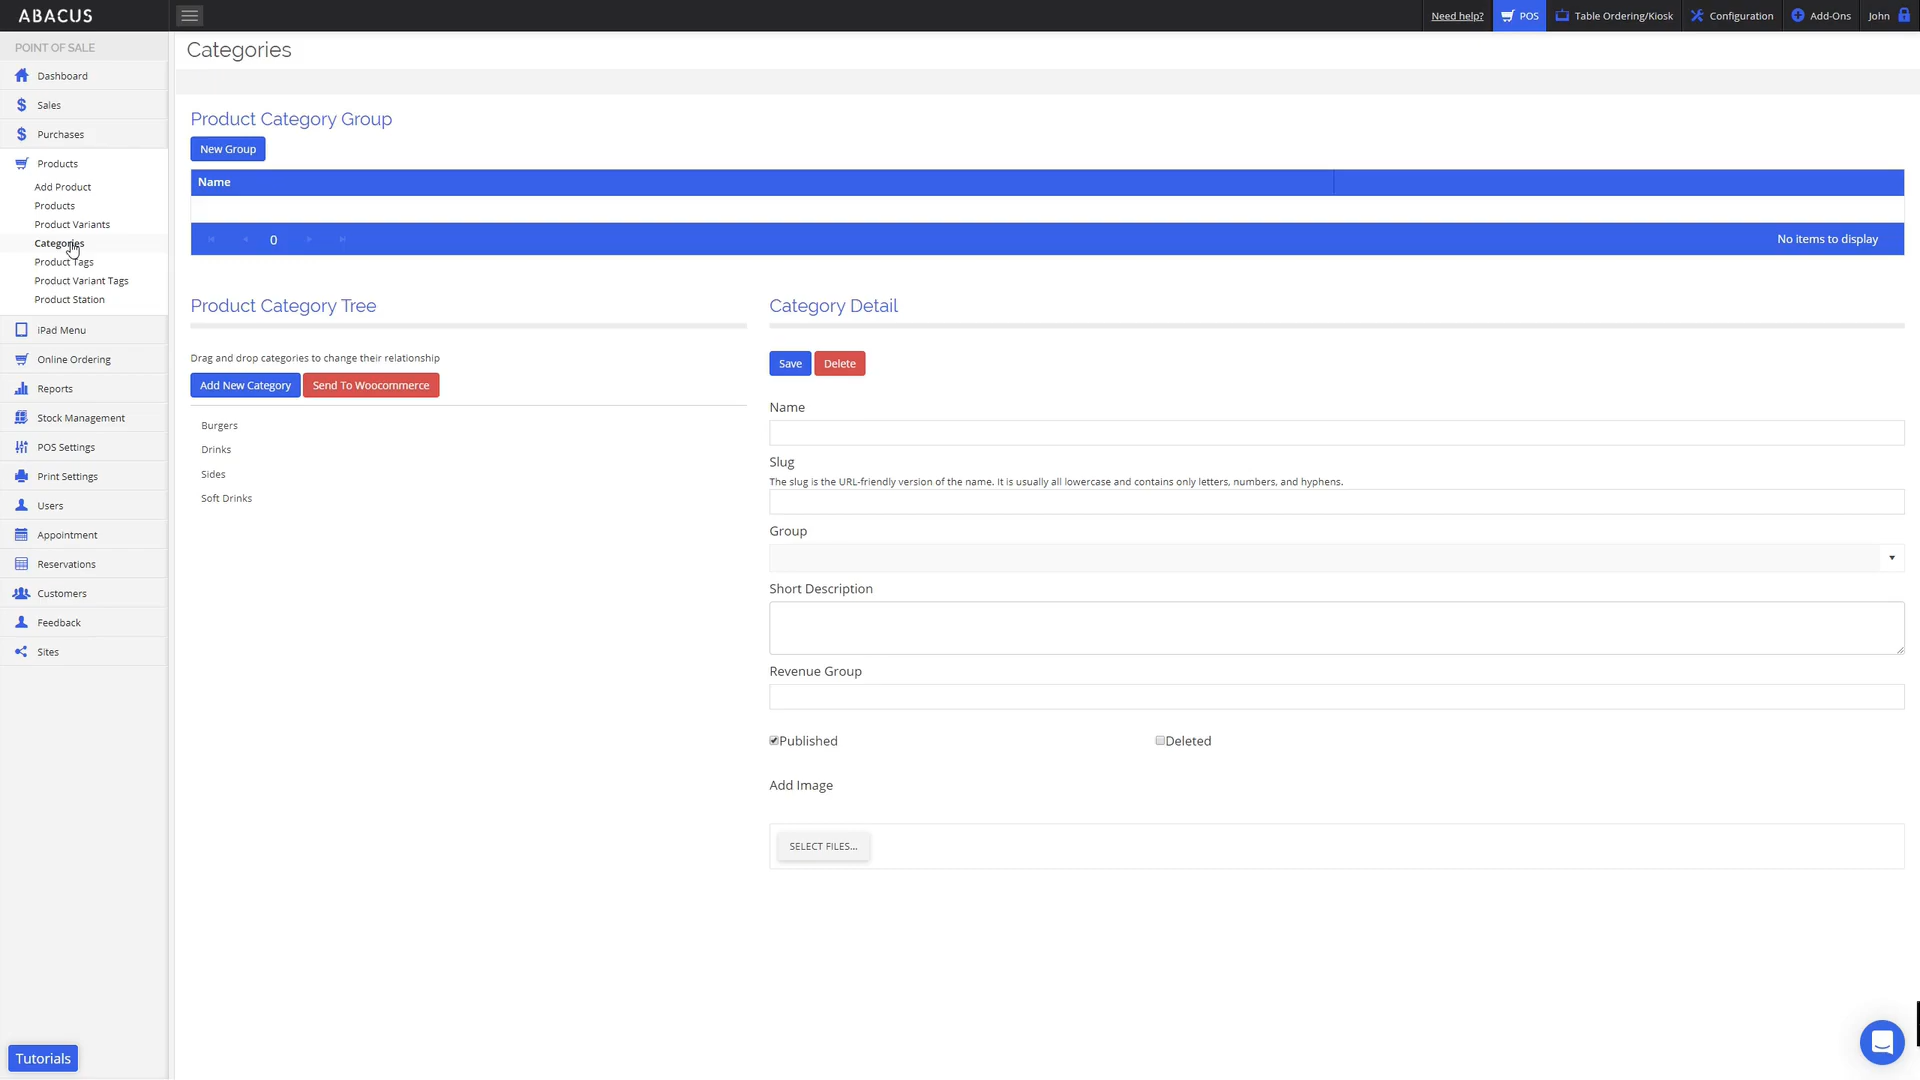 ABACUS
Need help?
POS
Table Ordering/Kiosk
Configuration
Add-Ons
John
POINT OF SALE
Dashboard
Sales
Purchases
Products
Add Product
Products
Product Variants
Categories
Product Tags
Product Variant Tags
Product Station
iPad Menu
Online Ordering
Reports
Stock Management
POS Settings
Print Settings
Users
Appointment
Reservations
Customers
Feedback
Sites
Tutorials
Categories
Product Category Group
New Group
Name
0
No items to display
Product Category Tree
Drag and drop categories to change their relationship
Add New Category
Send To Woocommerce
Burgers
Drinks
Sides
Soft Drinks
Category Detail
Save
Delete
Name
Slug
The slug is the URL-friendly version of the name. It is usually all lowercase and contains only letters, numbers, and hyphens.
Group
Short Description
Revenue Group
Published
Deleted
Add Image
SELECT FILES...